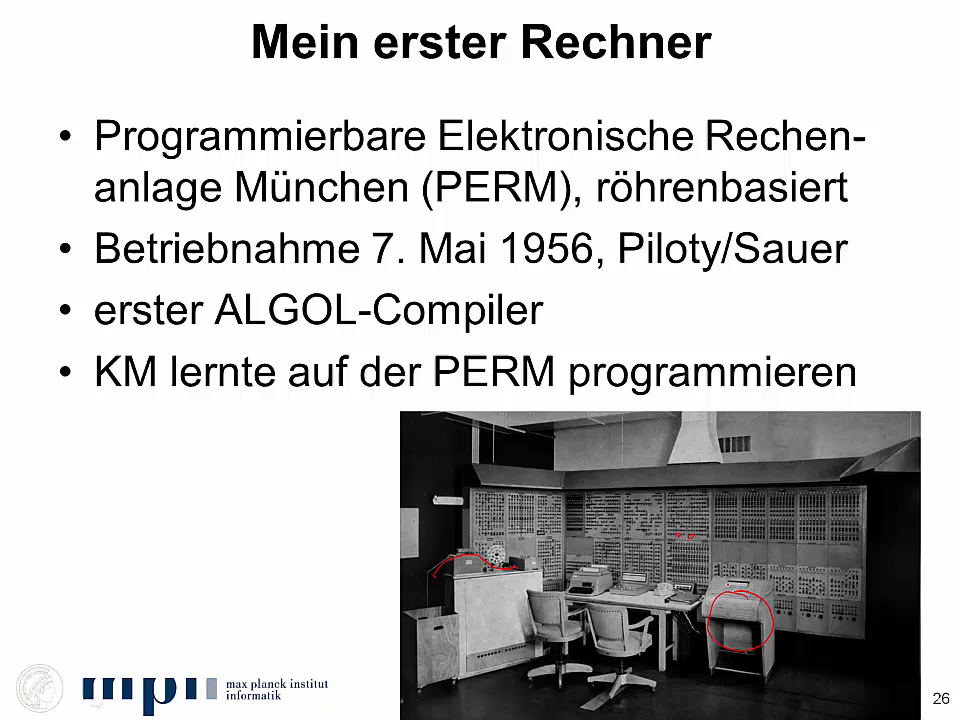 Mein erster Rechner
• Programmierbare Elektronische Rechen-
anlage München (PERM), röhrenbasiert
• Betriebnahme 7. Mai 1956, Piloty/Sauer
• erster ALGOL-Compiler
• KM lernte auf der PERM programmieren
mpii max planck institut
informatik
26